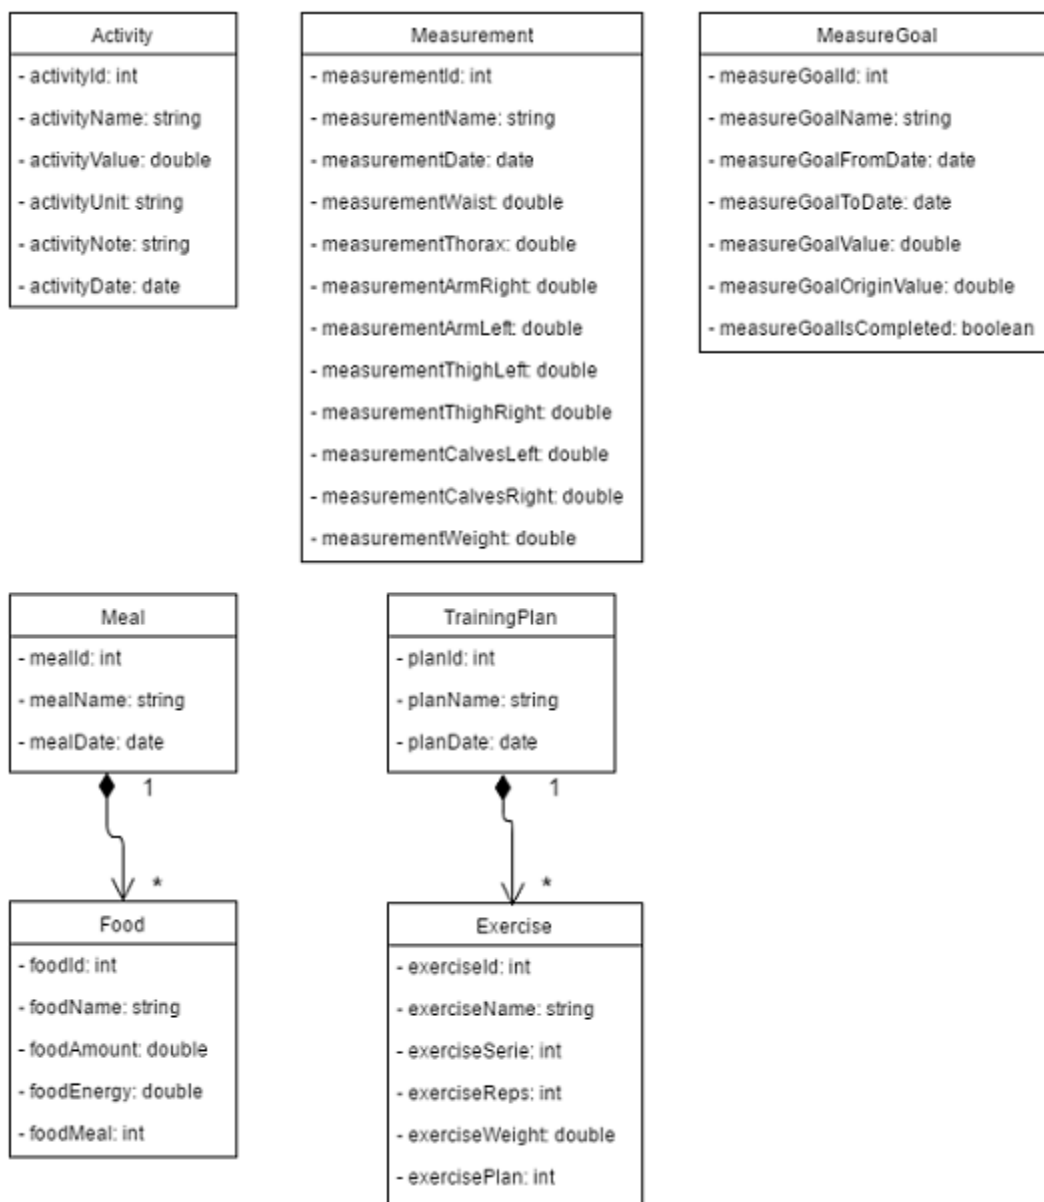 Activity
- activityId: int
- activityName: string
- activityValue: double
- activityUnit: string
- activityNote: string
- activityDate: date
Measurement
- measurementId: int
- measurementName: string
- measurementDate: date
- measurementWaist: double
- measurementThorax: double
- measurementArmRight: double
- measurementArmLeft: double
- measurementThighLeft: double
- measurementThighRight: double
- measurementCalvesLeft: double
- measurementCalvesRight: double
- measurementWeight: double
MeasureGoal
- measureGoalId: int
- measureGoalName: string
- measureGoalFromDate: date
- measureGoalToDate: date
- measureGoalValue: double
- measureGoalOriginValue: double
- measureGoalIsCompleted: boolean
Meal
- mealId: int
- mealName: string
- mealDate: date
1
*
Food
- foodId: int
- foodName: string
- foodAmount: double
- foodEnergy: double
- foodMeal: int
TrainingPlan
- planId: int
- planName: string
- planDate: date
1
*
Exercise
- exerciseId: int
- exerciseName: string
- exerciseSerie: int
- exerciseReps: int
- exerciseWeight: double
- exercisePlan: int